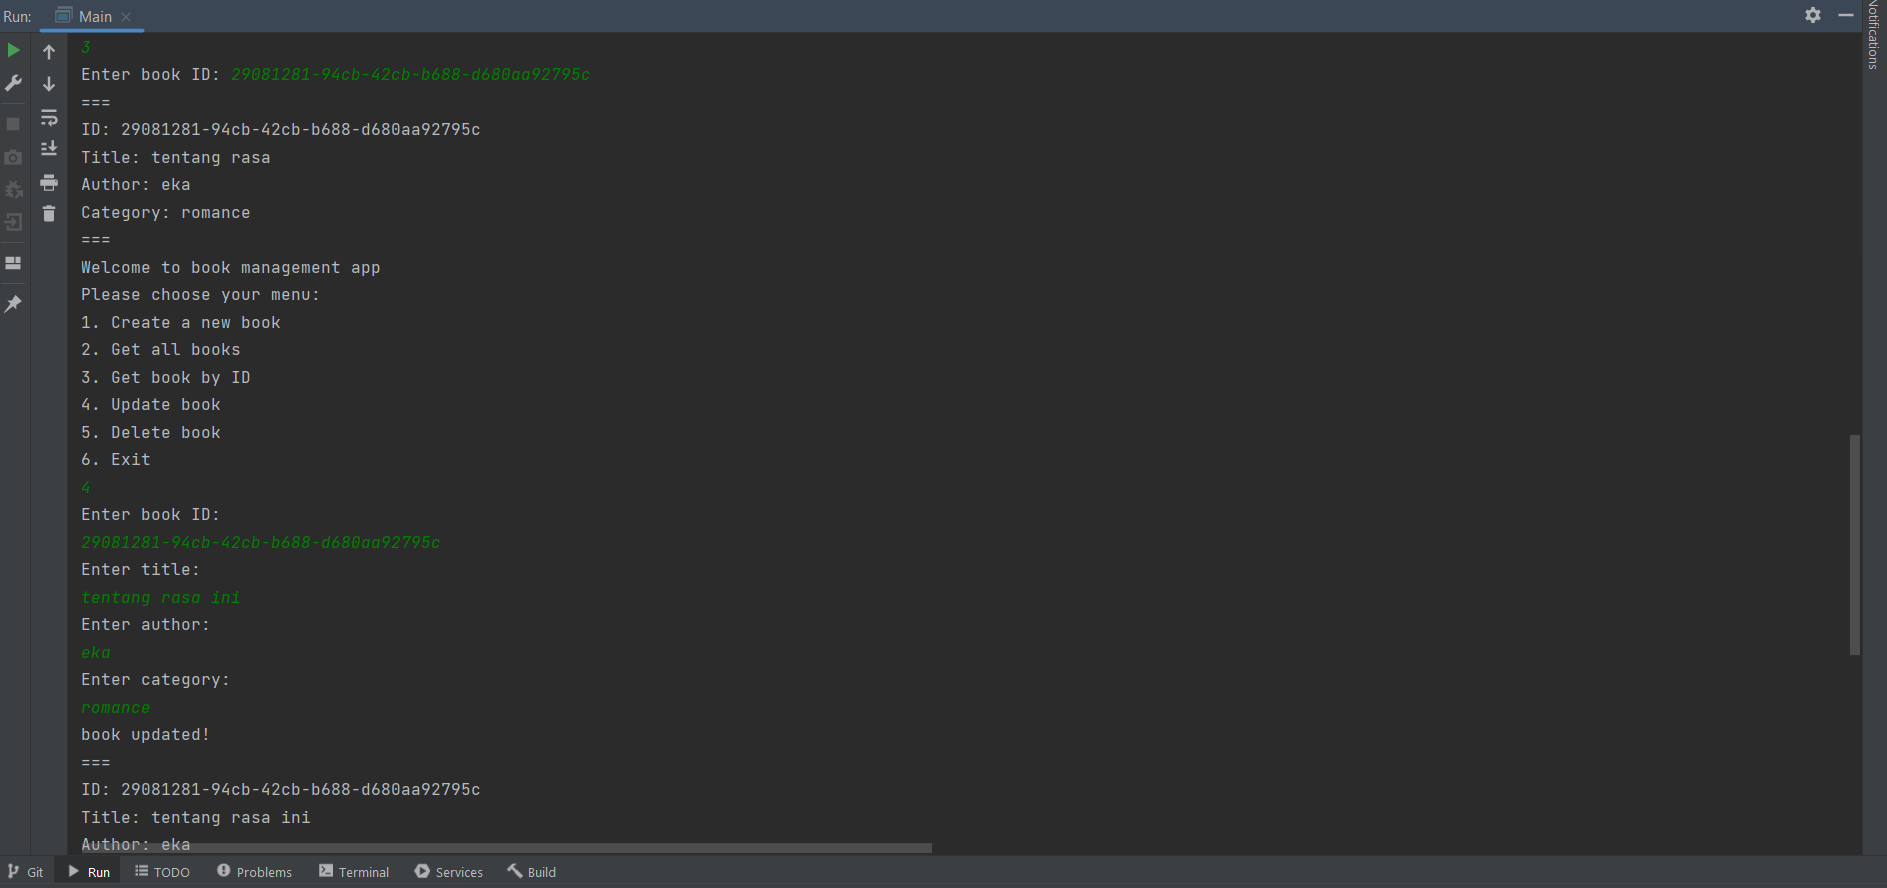 Run: Main
Notifications
3
Enter book ID: 29081281-94cb-42cb-b688-d680aa92795c
===
ID: 29081281-94cb-42cb-b688-d680aa92795c
Title: tentang rasa
Author: eka
Category: romance
===
Welcome to book management app
Please choose your menu:
1. Create a new book
2. Get all books
3. Get book by ID
4. Update book
5. Delete book
6. Exit
4
Enter book ID:
29081281-94cb-42cb-b688-d680aa92795c
Enter title:
tentang rasa ini
Enter author:
eka
Enter category:
romance
book updated!
===
ID: 29081281-94cb-42cb-b688-d680aa92795c
Title: tentang rasa ini
Author: eka
Git Run TODO Problems Terminal Services Build